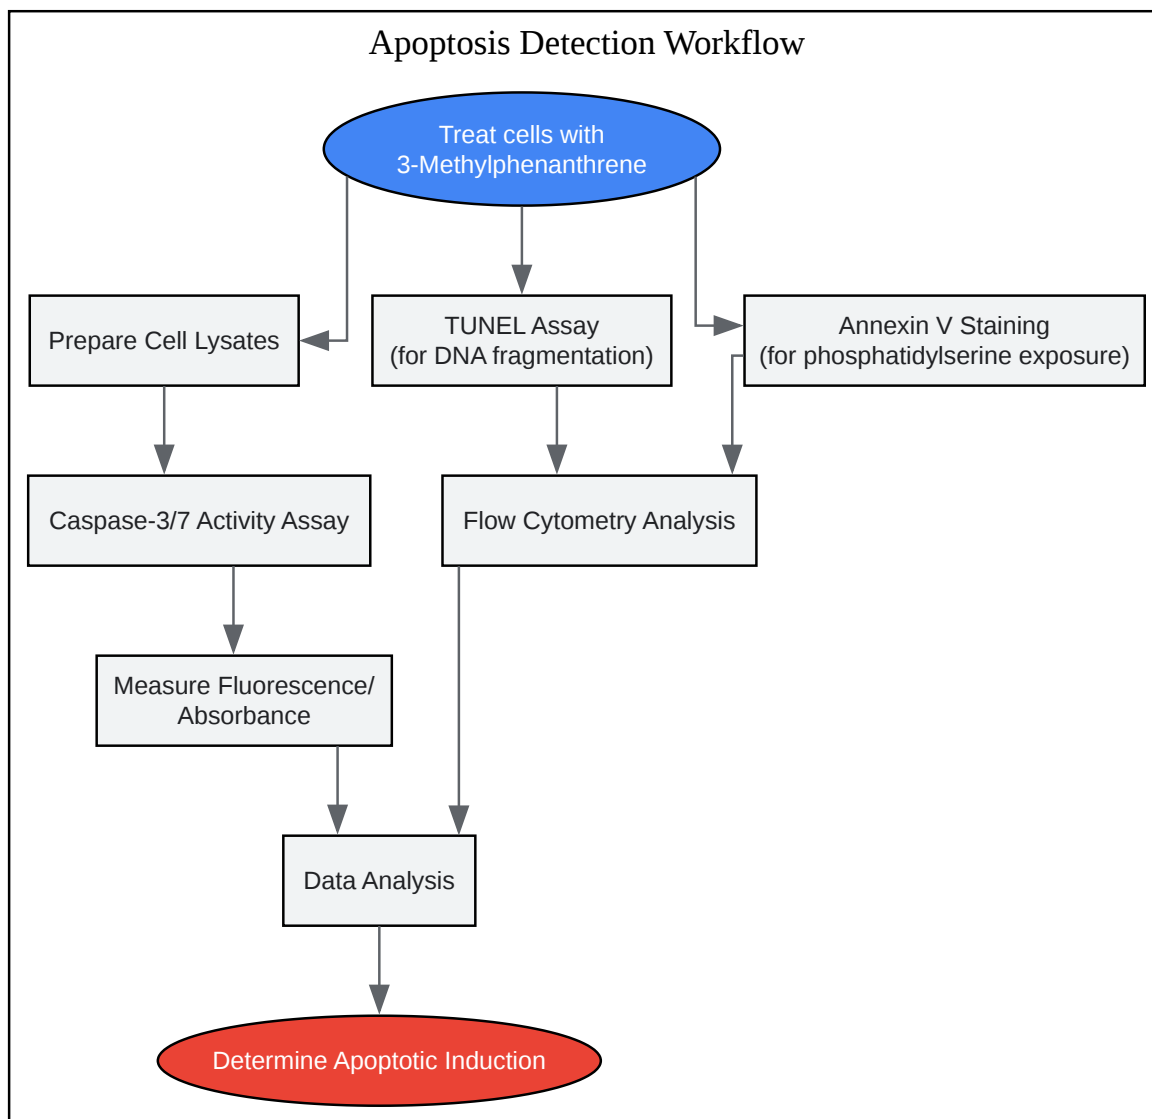 Apoptosis Detection Workflow
Treat cells with
3-Methylphenanthrene
Prepare Cell Lysates
TUNEL Assay
(for DNA fragmentation)
Annexin V Staining
(for phosphatidylserine exposure)
Caspase-3/7 Activity Assay
Flow Cytometry Analysis
Measure Fluorescence/
Absorbance
Data Analysis
Determine Apoptotic Induction